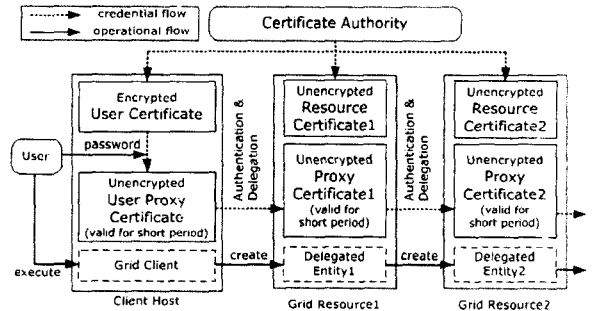 credential flow
operational flow
Certificate Authority
Encrypted
User Certificate
Unencrypted
Resource
Certificate1
Unencrypted
Resource
Certificate2
User
password
Authentication &
Delegation
Authentication &
Delegation
Unencrypted
User Proxy
Certificate
(valid for short period)
Unencrypted
Proxy
Certificate1
(valid for
short period)
Unencrypted
Proxy
Certificate2
(valid for
short period)
execute
Grid Client
create
Delegated
Entity1
create
Delegated
Entity2
Client Host
Grid Resource1
Grid Resource2